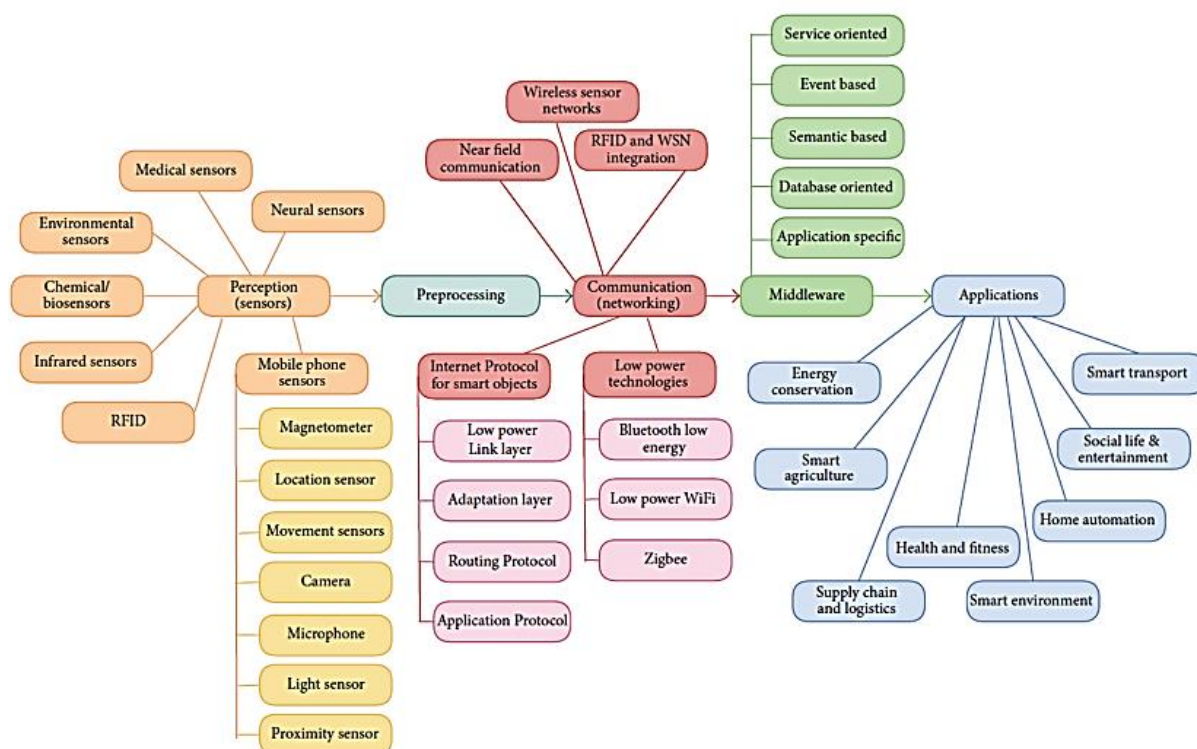 Service oriented
Event based
Semantic based
Database oriented
Application specific
Wireless sensor
networks
Near field
communication
RFID and WSN
integration
Medical sensors
Neural sensors
Environmental
sensors
Chemical/
biosensors
Infrared sensors
RFID
Perception
(sensors)
Preprocessing
Communication
(networking)
Middleware
Applications
Mobile phone
sensors
Magnetometer
Location sensor
Movement sensors
Camera
Microphone
Light sensor
Proximity sensor
Internet Protocol
for smart objects
Low power
Link layer
Adaptation layer
Routing Protocol
Application Protocol
Low power
technologies
Bluetooth low
energy
Low power WiFi
Zigbee
Energy
conservation
Smart
agriculture
Supply chain
and logistics
Health and fitness
Smart environment
Home automation
Social life &
entertainment
Smart transport